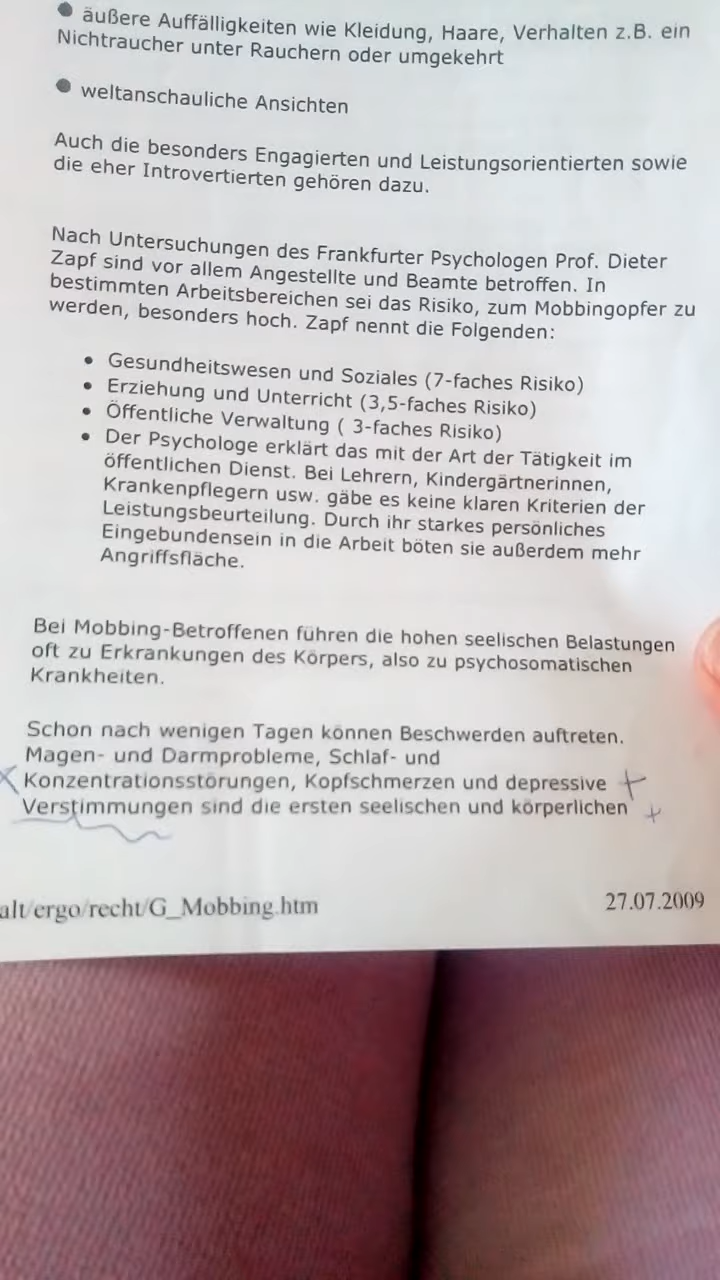 ● äußere Auffälligkeiten wie Kleidung, Haare, Verhalten z.B. ein
Nichtraucher unter Rauchern oder umgekehrt
● weltanschauliche Ansichten
Auch die besonders Engagierten und Leistungsorientierten sowie
die eher Introvertierten gehören dazu.
Nach Untersuchungen des Frankfurter Psychologen Prof. Dieter
Zapf sind vor allem Angestellte und Beamte betroffen. In
bestimmten Arbeitsbereichen sei das Risiko, zum Mobbingopfer zu
werden, besonders hoch. Zapf nennt die Folgenden:
• Gesundheitswesen und Soziales (7-faches Risiko)
• Erziehung und Unterricht (3,5-faches Risiko)
• Öffentliche Verwaltung ( 3-faches Risiko)
• Der Psychologe erklärt das mit der Art der Tätigkeit im
öffentlichen Dienst. Bei Lehrern, Kindergärtnerinnen,
Krankenpflegern usw. gäbe es keine klaren Kriterien der
Leistungsbeurteilung. Durch ihr starkes persönliches
Eingebundensein in die Arbeit böten sie außerdem mehr
Angriffsfläche.
Bei Mobbing-Betroffenen führen die hohen seelischen Belastungen
oft zu Erkrankungen des Körpers, also zu psychosomatischen
Krankheiten.
Schon nach wenigen Tagen können Beschwerden auftreten.
Magen- und Darmprobleme, Schlaf- und
Konzentrationsstörungen, Kopfschmerzen und depressive
Verstimmungen sind die ersten seelischen und körperlichen
alt/ergo/recht/G_Mobbing.htm 27.07.2009